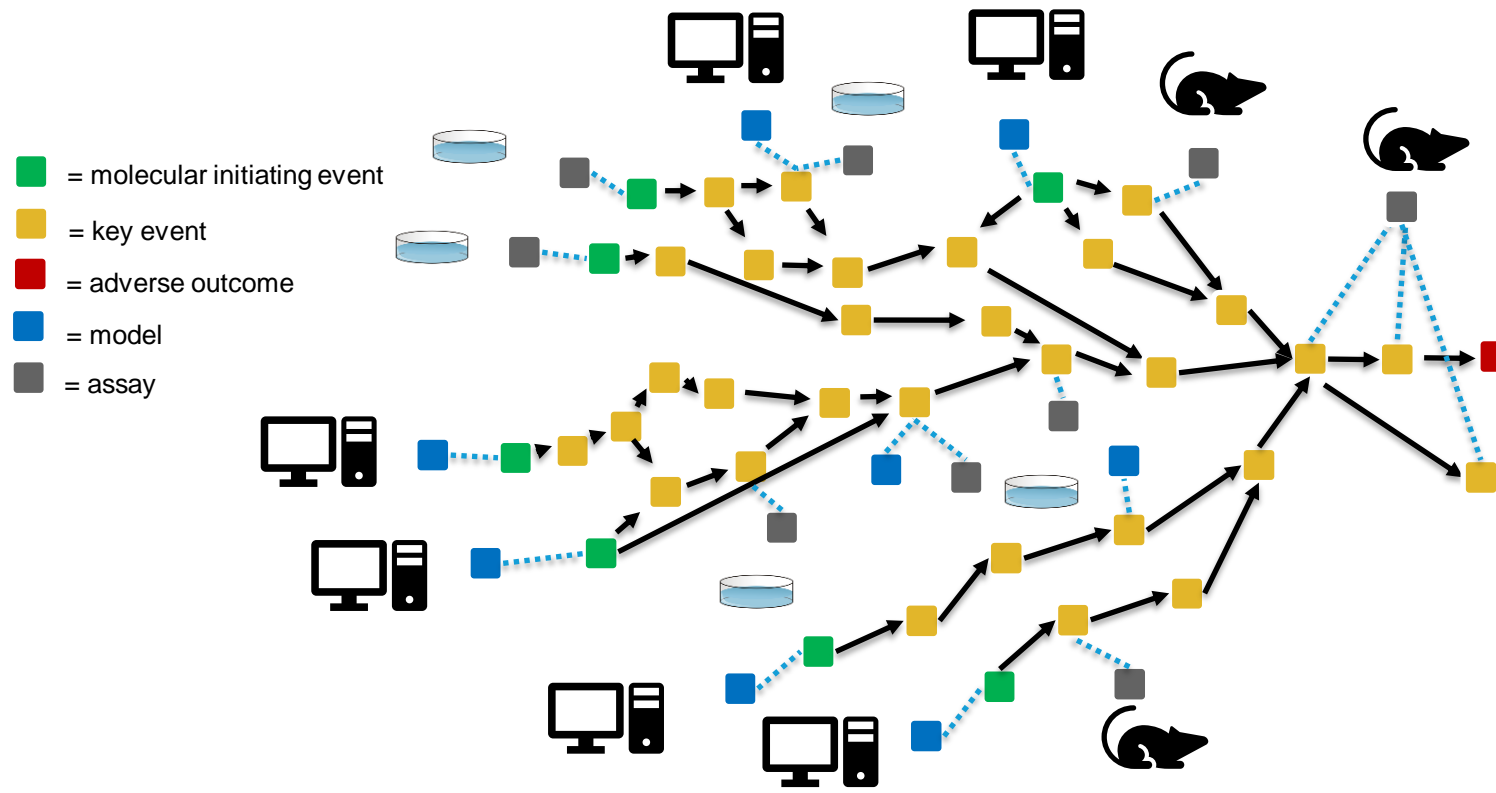 = molecular initiating event
= key event
= adverse outcome
= model
= assay